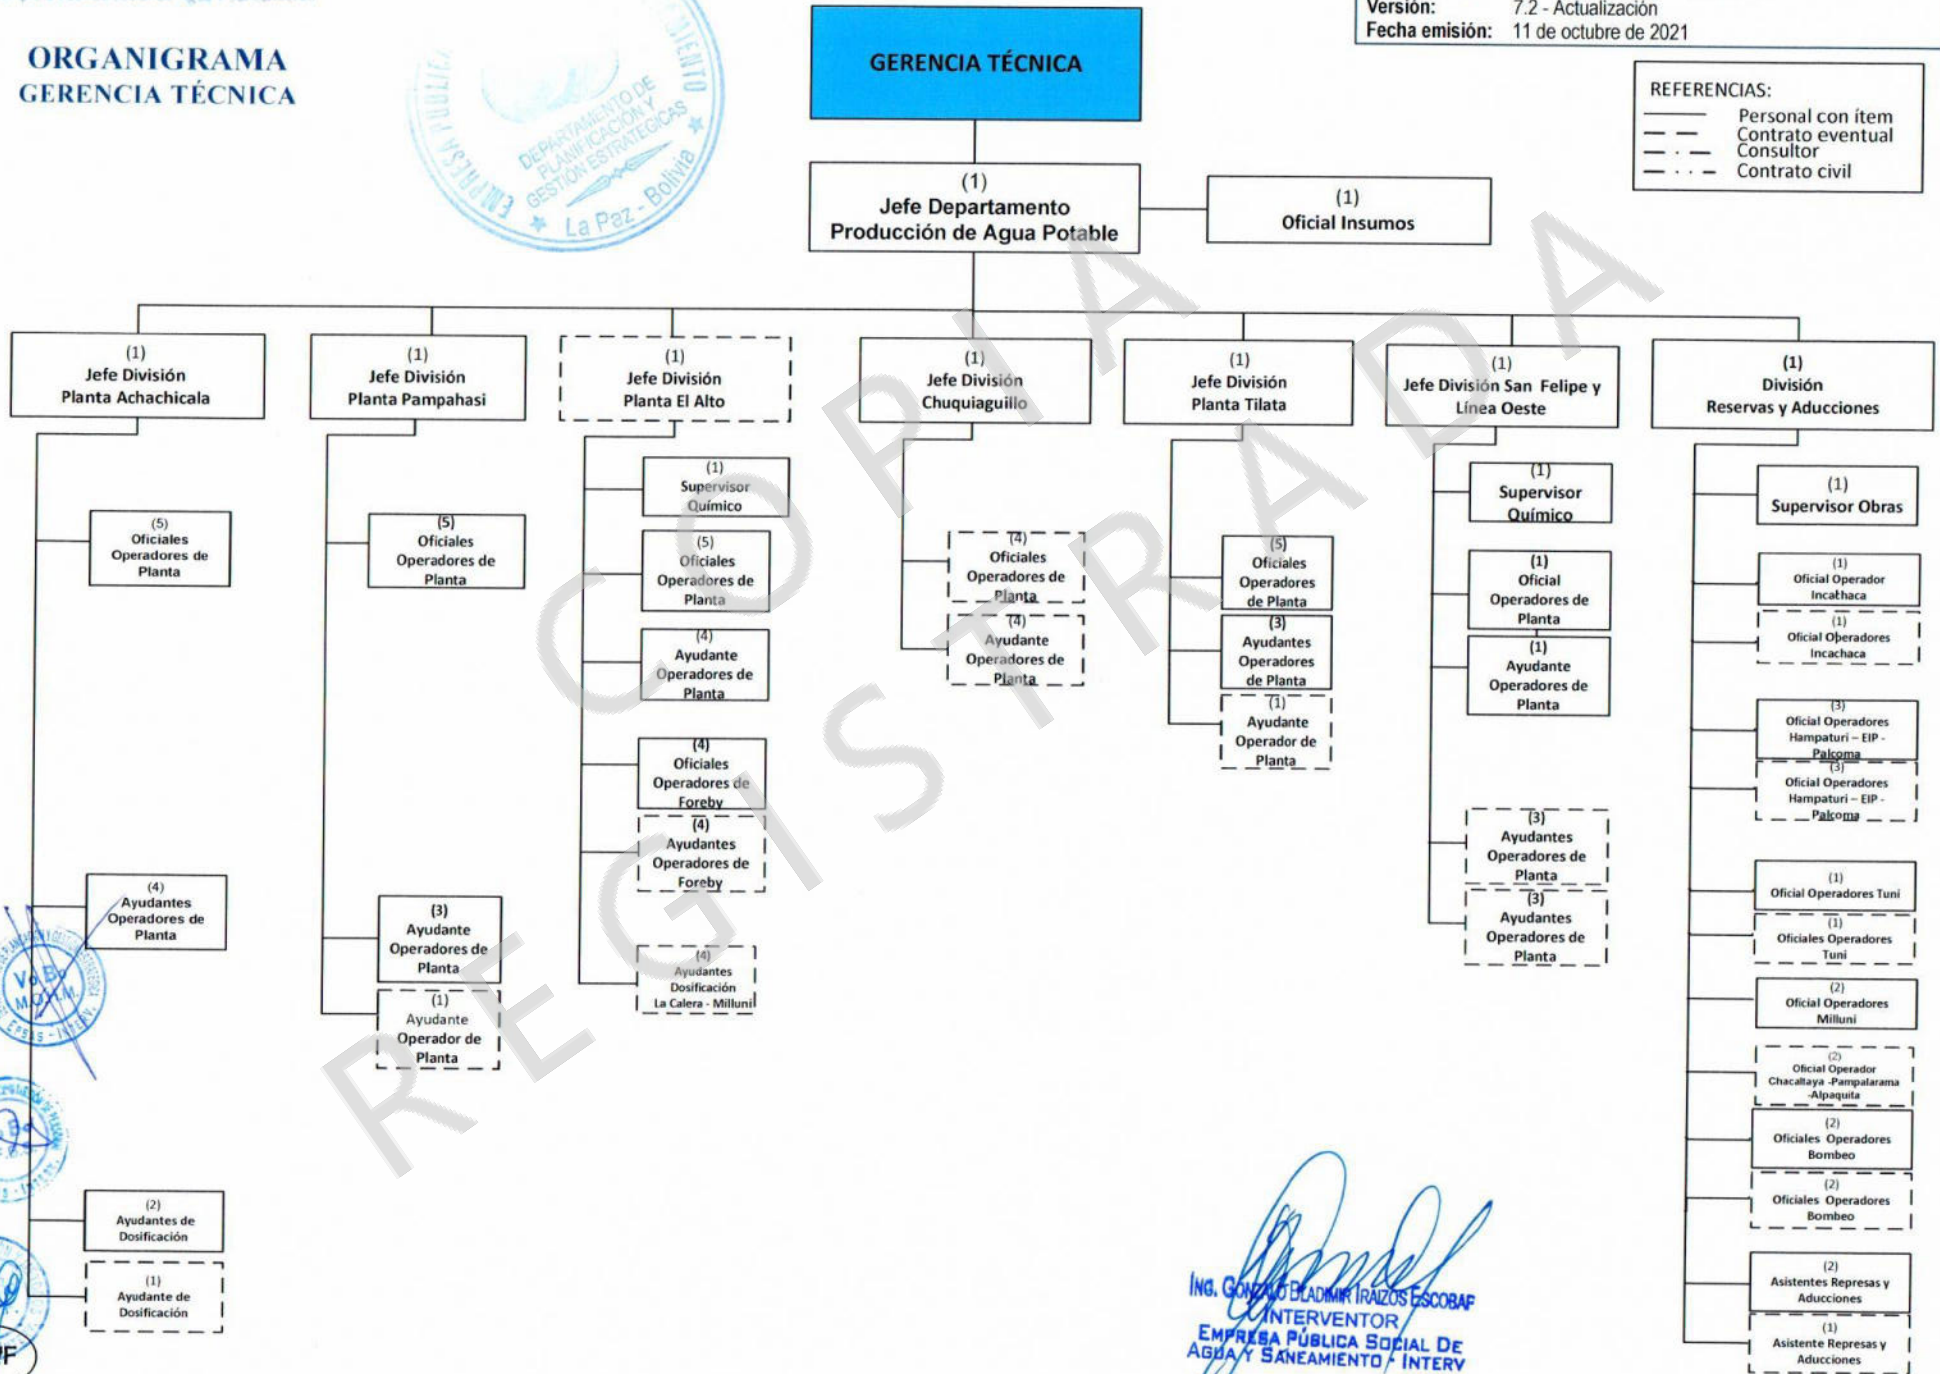 ORGANIGRAMA
GERENCIA TÉCNICA
Versión: 7.2 - Actualización
Fecha emisión: 11 de octubre de 2021
REFERENCIAS:
Personal con ítem
Contrato eventual
Consultor
Contrato civil
EMPRESA PÚBLICA
DEPARTAMENTO DE
PLANIFICACIÓN Y
GESTIÓN ESTRATEGICAS
La Paz - Bolivia
GERENCIA TÉCNICA
(1)
Jefe Departamento
Producción de Agua Potable
(1)
Oficial Insumos
(1)
Jefe División
Planta Achachicala
(5)
Oficiales
Operadores de
Planta
(4)
Ayudantes
Operadores de
Planta
(2)
Ayudantes de
Dosificación
(1)
Ayudante de
Dosificación
(1)
Jefe División
Planta Pampahasi
(5)
Oficiales
Operadores de
Planta
(3)
Ayudante
Operadores de
Planta
(1)
Ayudante
Operador de
Planta
(1)
Jefe División
Planta El Alto
(1)
Supervisor
Químico
(5)
Oficiales
Operadores de
Planta
(4)
Ayudante
Operadores de
Planta
(4)
Oficiales
Operadores de
Foreby
(4)
Ayudantes
Operadores de
Foreby
(4)
Ayudantes
Dosificación
La Calera - Milluni
(1)
Jefe División
Chuquiaguillo
(4)
Oficiales
Operadores de
Planta
(4)
Ayudante
Operadores de
Planta
(1)
Jefe División
Planta Tilata
(5)
Oficiales
Operadores
de Planta
(3)
Ayudantes
Operadores
de Planta
(1)
Ayudante
Operador de
Planta
(1)
Jefe División San Felipe y
Línea Oeste
(1)
Supervisor
Químico
(1)
Oficial
Operadores de
Planta
(1)
Ayudante
Operadores de
Planta
(3)
Ayudantes
Operadores de
Planta
(3)
Ayudantes
Operadores de
Planta
(1)
División
Reservas y Aducciones
(1)
Supervisor Obras
(1)
Oficial Operador
Incathaca
(1)
Oficial Operadores
Incachaca
(3)
Oficial Operadores
Hampaturi – EIP -
Palcoma
(3)
Oficial Operadores
Hampaturi – EIP -
Palcoma
(1)
Oficial Operadores Tuni
(1)
Oficiales Operadores
Tuni
(2)
Oficial Operadores
Milluni
(2)
Oficial Operador
Chacaltaya -Pampalarama
-Alpaquita
(2)
Oficiales Operadores
Bombeo
(2)
Oficiales Operadores
Bombeo
(2)
Asistentes Represas y
Aducciones
(1)
Asistente Represas y
Aducciones
COPIA
REGISTRADA
Vo Bo
M.O.H.M.
EPSAS - INTERV.
ING. GONZALO BLADIMIR IRAIZOS ESCOBAR
INTERVENTOR
EMPRESA PÚBLICA SOCIAL DE
AGUA Y SANEAMIENTO / INTERV